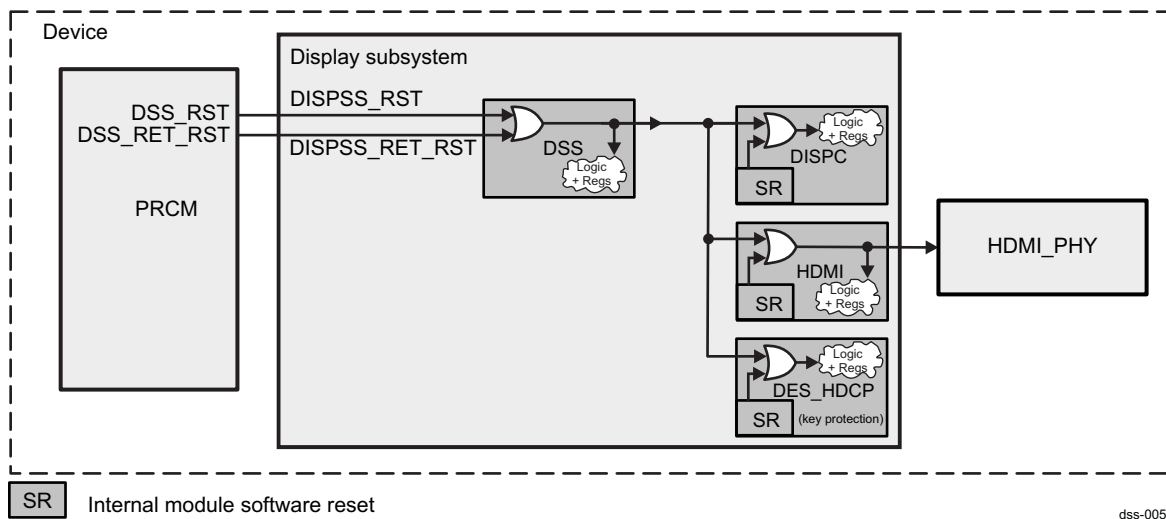 Device
Display subsystem
DSS_RST
DISPSS_RST
DSS_RET_RST
DISPSS_RET_RST
PRCM
DSS
Logic
+ Regs
Logic
+ Regs
DISPC
SR
HDMI
Logic
+ Regs
SR
HDMI_PHY
Logic
+ Regs
DES_HDCP
SR
(key protection)
SR
Internal module software reset
dss-005